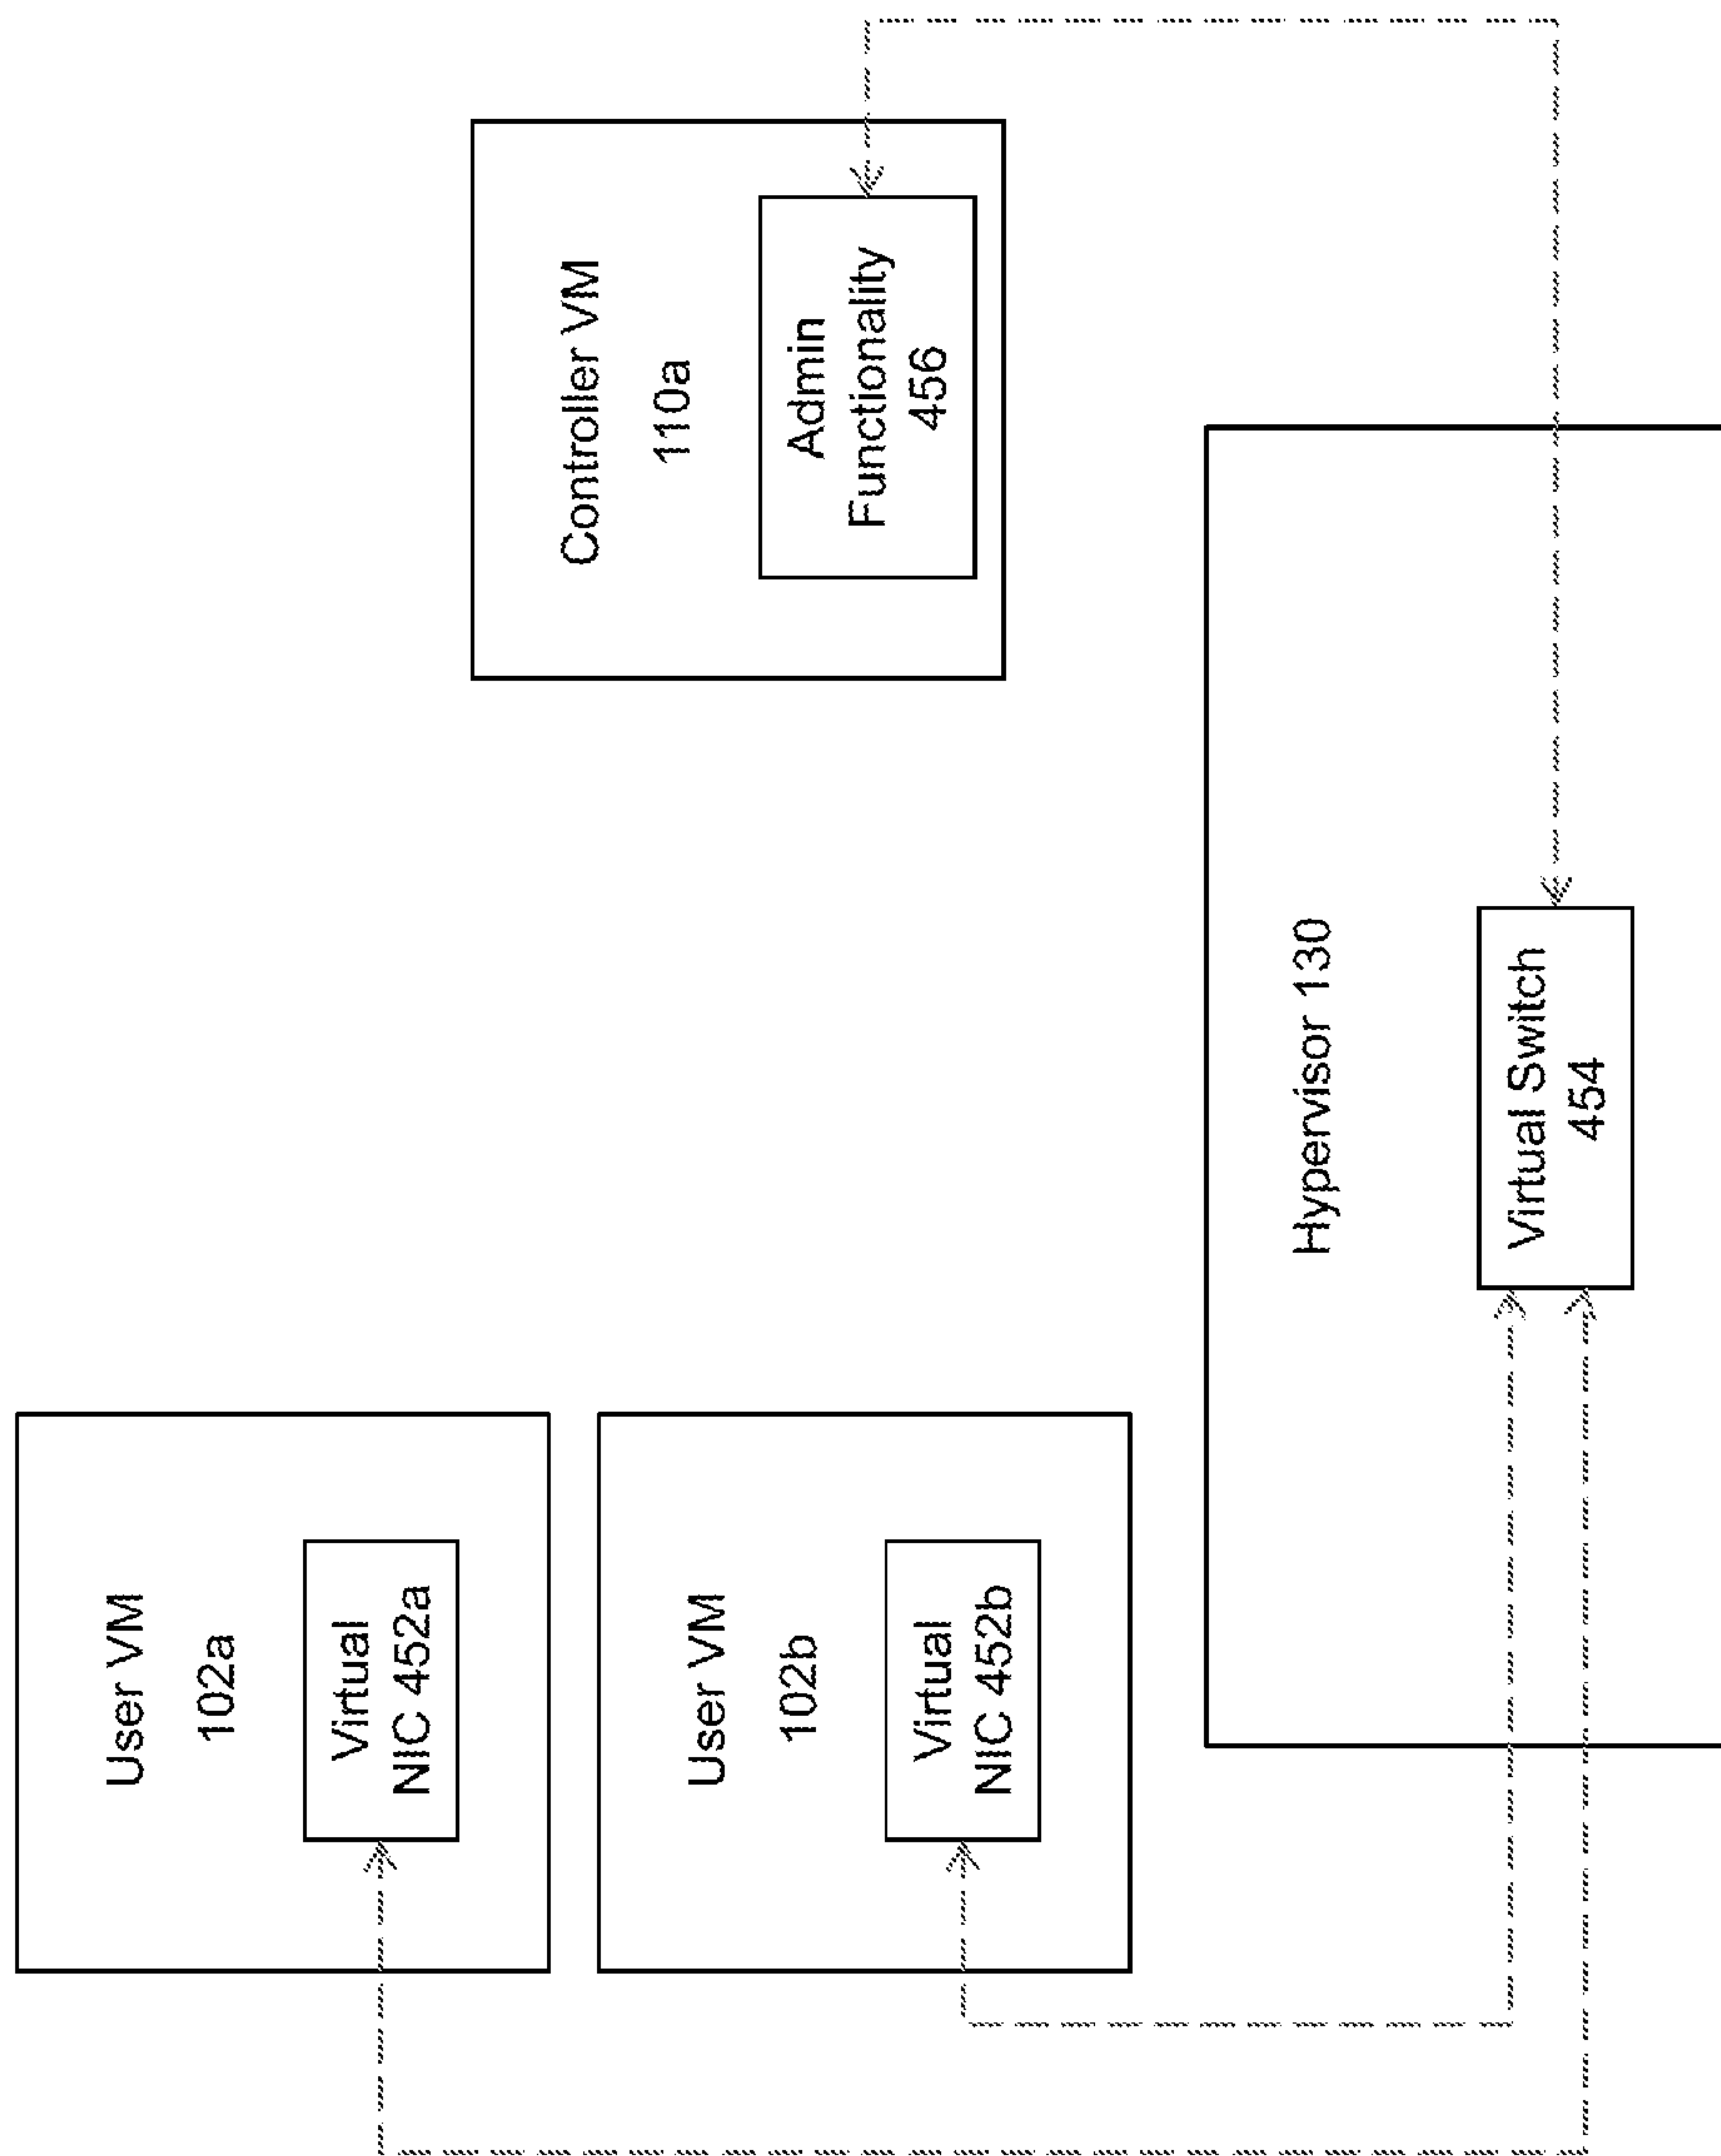 User VM
102a
Virtual
NIC 452a
User VM
102b
Virtual
NIC 452b
Controller VM
110a
Admin
Functionality
456
Hypervisor 130
Virtual Switch
454